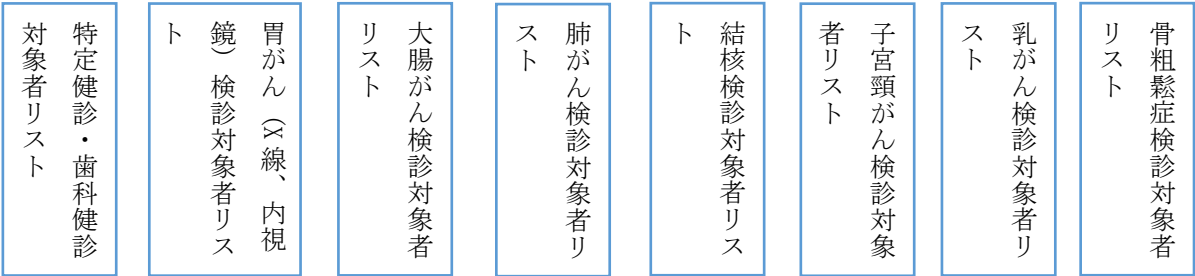 特定健診・歯科健診
対象者リスト
胃がん（X線、内視
鏡）検診対象者リス
ト
大腸がん検診対象者
リスト
肺がん検診対象者リ
スト
結核検診対象者リス
ト
子宮頸がん検診対象
者リスト
乳がん検診対象者リ
スト
骨粗鬆症検診対象者
リスト